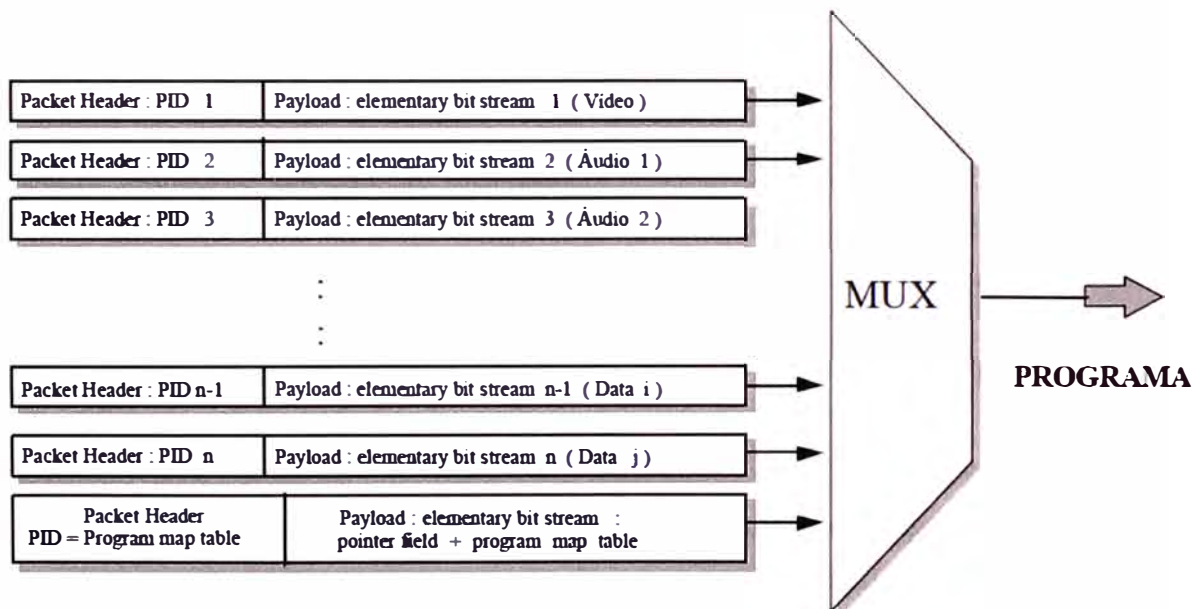 Packet Header : PID 1 Payload : elementary bit stream 1 ( Vídeo )
Packet Header : PID 2 Payload : elementary bit stream 2 ( Áudio 1 )
Packet Header : PID 3 Payload : elementary bit stream 3 ( Áudio 2 )
MUX
PROGRAMA
Packet Header : PID n-1 Payload : elementary bit stream n-1 ( Data i )
Packet Header : PID n Payload : elementary bit stream n ( Data j )
Packet Header
PID = Program map table
Payload : elementary bit stream :
pointer field + program map table